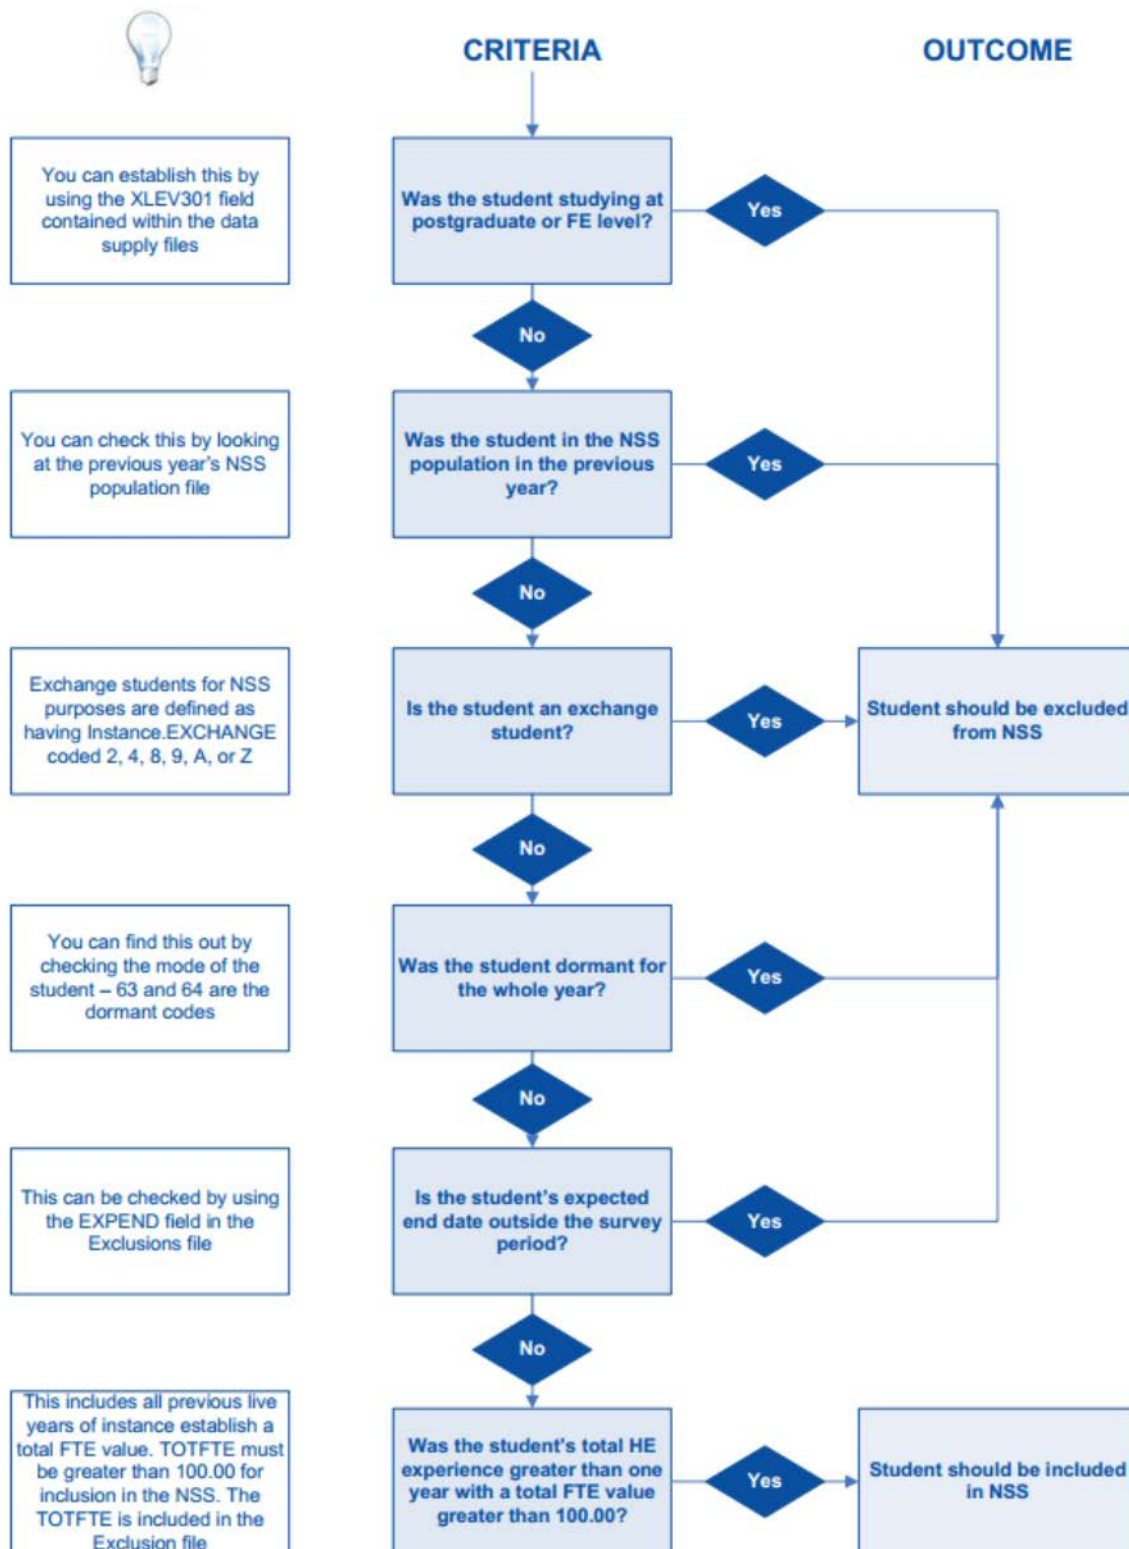 CRITERIA
OUTCOME
You can establish this by
using the XLEV301 field
contained within the data
supply files
Was the student studying at
postgraduate or FE level?
Yes
No
You can check this by looking
at the previous year's NSS
population file
Was the student in the NSS
population in the previous
year?
Yes
No
Exchange students for NSS
purposes are defined as
having Instance.EXCHANGE
coded 2, 4, 8, 9, A, or Z
Is the student an exchange
student?
Yes
Student should be excluded
from NSS
No
You can find this out by
checking the mode of the
student – 63 and 64 are the
dormant codes
Was the student dormant for
the whole year?
Yes
No
This can be checked by using
the EXPEND field in the
Exclusions file
Is the student's expected
end date outside the survey
period?
Yes
No
This includes all previous live
years of instance establish a
total FTE value. TOTFTE must
be greater than 100.00 for
inclusion in the NSS. The
TOTFTE is included in the
Exclusion file
Was the student's total HE
experience greater than one
year with a total FTE value
greater than 100.00?
Yes
Student should be included
in NSS